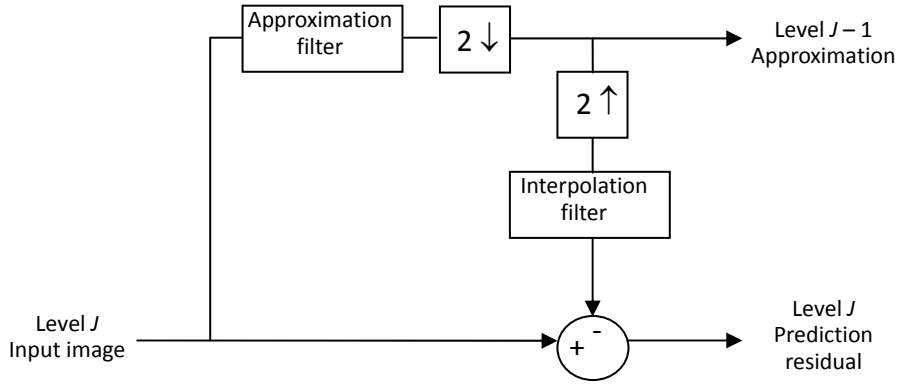 Approximation
filter
2 ↓
Level J – 1
Approximation
2 ↑
Interpolation
filter
Level J
Input image
+ -
Level J
Prediction
residual